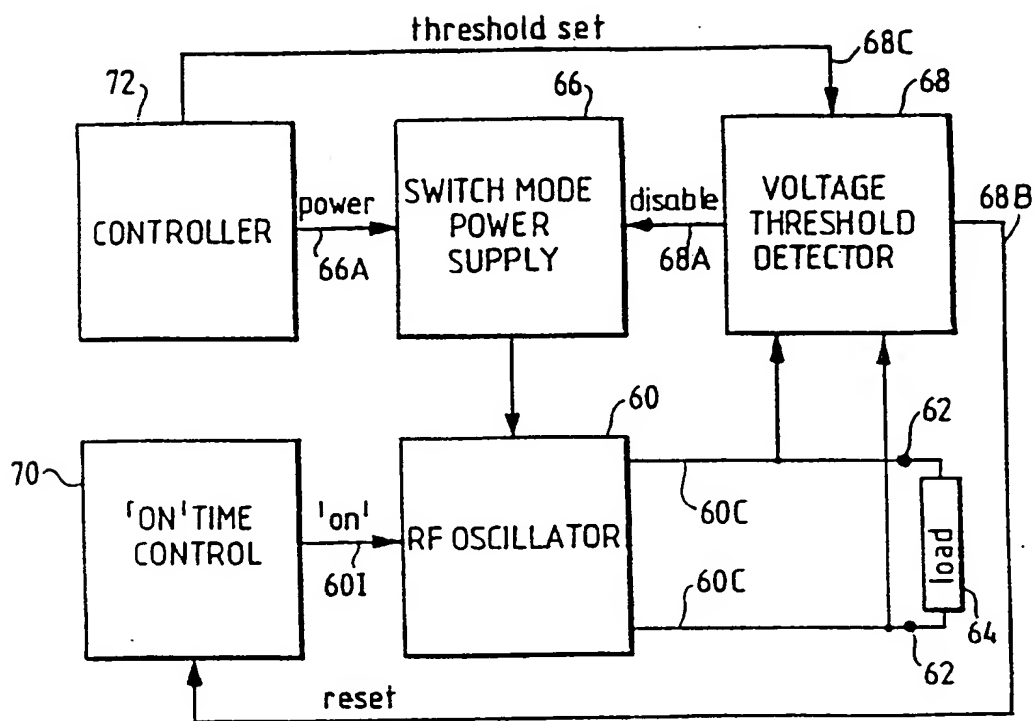 threshold set
68C
72
66
68
CONTROLLER
power
66A
SWITCH MODE
POWER
SUPPLY
disable
68A
VOLTAGE
THRESHOLD
DETECTOR
68B
60
62
70
'ON' TIME
CONTROL
'on'
60I
RF OSCILLATOR
60C
60C
load
64
62
reset